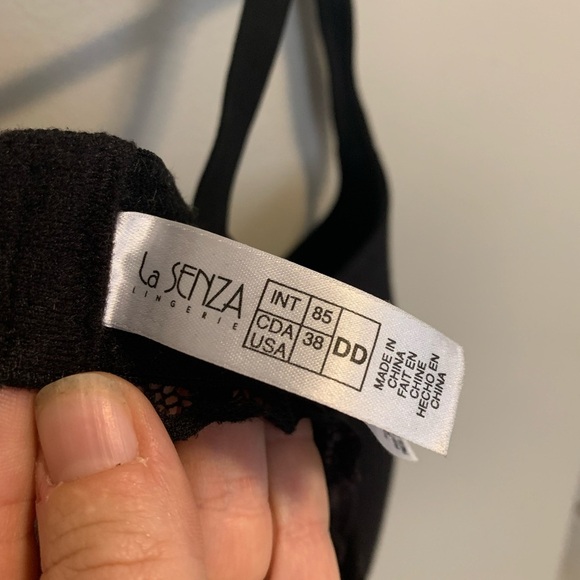 La SENZA
LINGERIE
INT 85
CDA USA 38 DD
MADE IN
CHINA
FAIT EN
CHINE
HECHO EN
CHINA